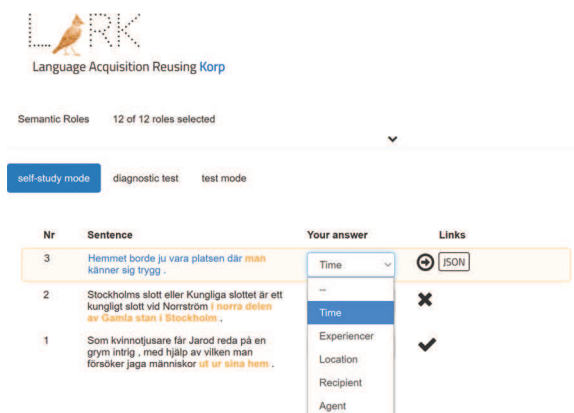 LARK
Language Acquisition Reusing Korp
Semantic Roles 12 of 12 roles selected
self-study mode diagnostic test test mode
Nr Sentence Your answer Links
3 Hemmet borde ju vara platsen där man Time JSON
känner sig trygg .
2 Stockholms slott eller Kungliga slottet är ett --
kungligt slott vid Norrström i norra delen Time
av Gamla stan i Stockholm .
1 Som kvinnotjusare får Jarod reda på en Experiencer
grym intrig , med hjälp av vilken man Location
försöker jaga människor ut ur sina hem .
Recipient
Agent